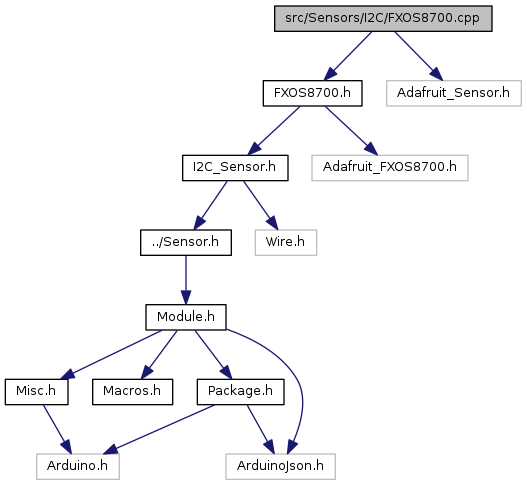 src/Sensors/I2C/FXOS8700.cpp
FXOS8700.h
Adafruit_Sensor.h
I2C_Sensor.h
Adafruit_FXOS8700.h
../Sensor.h
Wire.h
Module.h
Misc.h
Macros.h
Package.h
Arduino.h
ArduinoJson.h